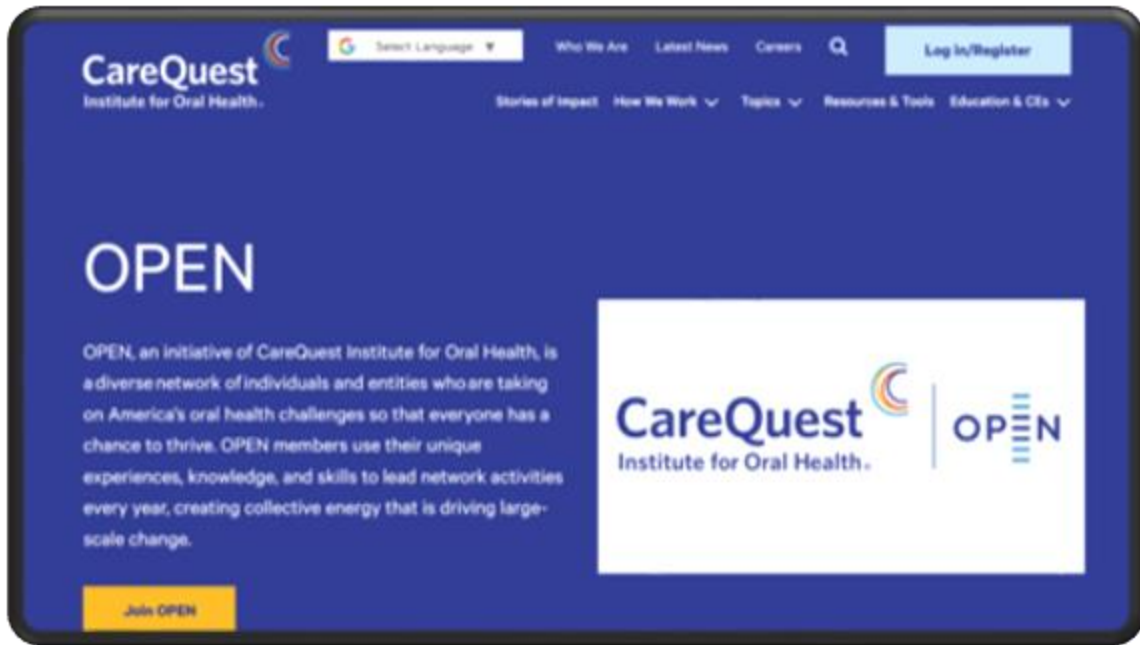 CareQuest
Institute for Oral Health.
Select Language ▼
Who We Are Latest News Careers
Log in/Register
Stories of Impact How We Work Topics Resources & Tools Education & CEs
OPEN
OPEN, an initiative of CareQuest Institute for Oral Health, is
a diverse network of individuals and entities who are taking
on America's oral health challenges so that everyone has a
chance to thrive. OPEN members use their unique
experiences, knowledge, and skills to lead network activities
every year, creating collective energy that is driving large-
scale change.
Join OPEN
CareQuest
Institute for Oral Health.
OPEN